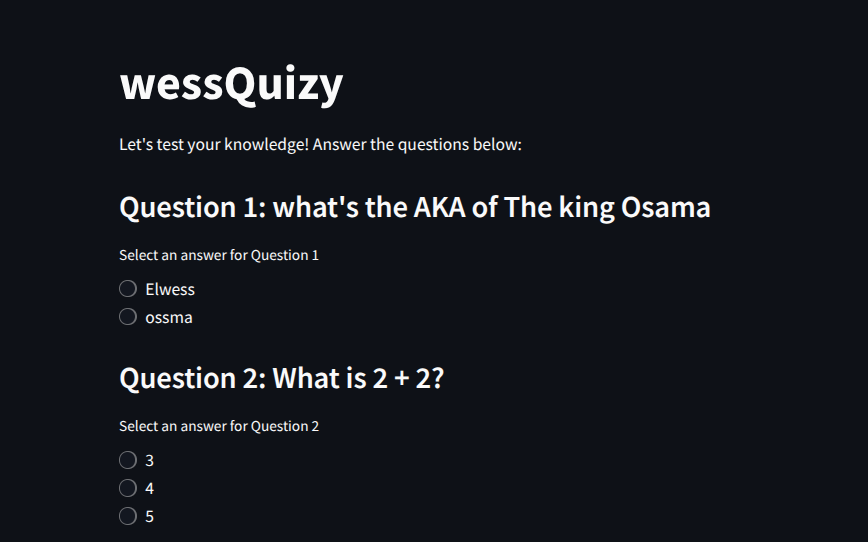 wessQuizy
Let's test your knowledge! Answer the questions below:
Question 1: what's the AKA of The king Osama
Select an answer for Question 1
Elwess
ossma
Question 2: What is 2 + 2?
Select an answer for Question 2
3
4
5